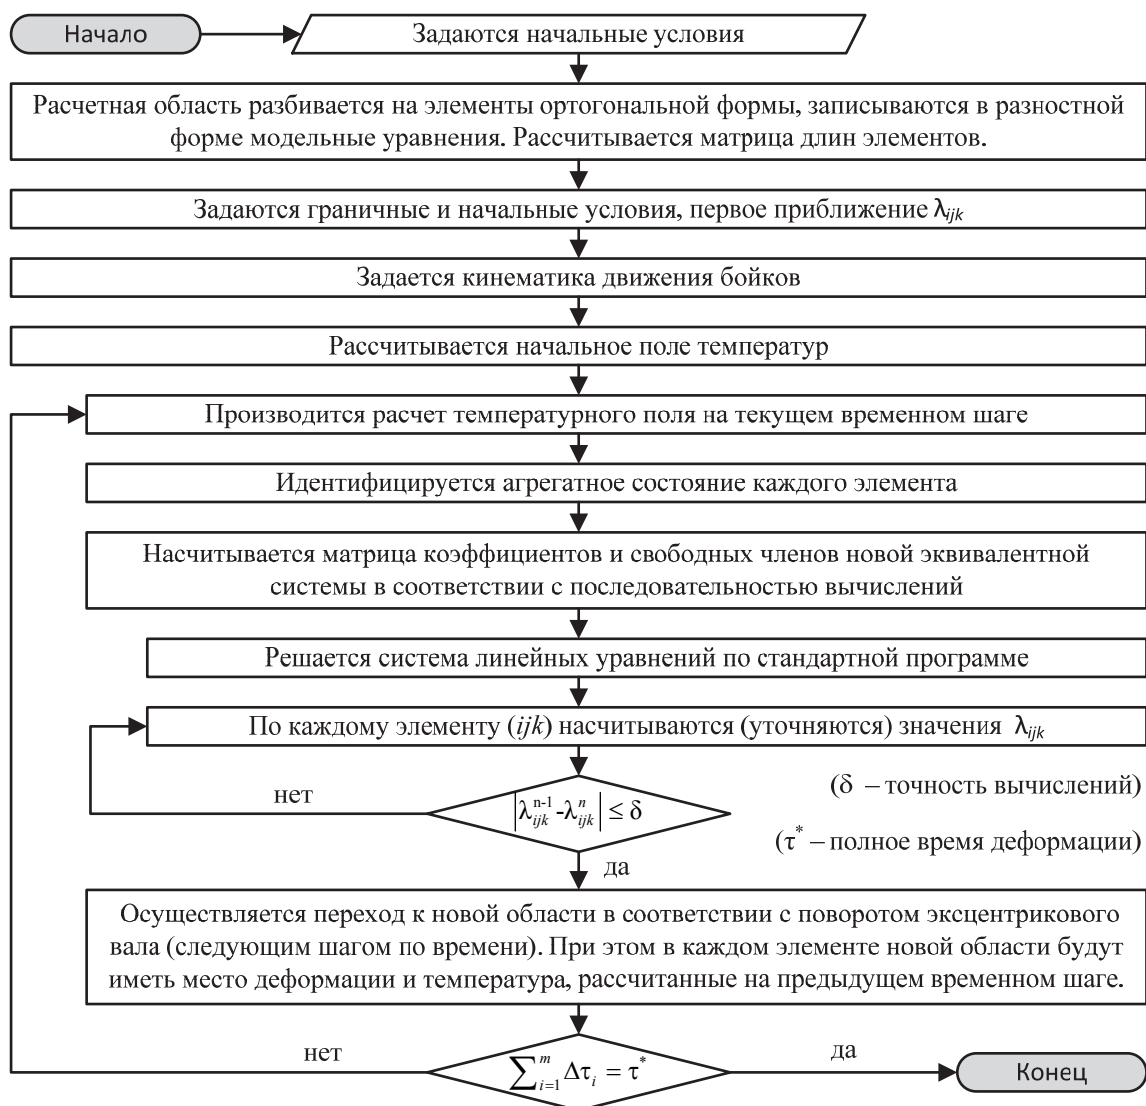 Начало
Задаются начальные условия
Расчетная область разбивается на элементы ортогональной формы, записываются в разностной
форме модельные уравнения. Рассчитывается матрица длин элементов.
Задаются граничные и начальные условия, первое приближение λijk
Задается кинематика движения бойков
Рассчитывается начальное поле температур
Производится расчет температурного поля на текущем временном шаге
Идентифицируется агрегатное состояние каждого элемента
Насчитывается матрица коэффициентов и свободных членов новой эквивалентной
системы в соответствии с последовательностью вычислений
Решается система линейных уравнений по стандартной программе
По каждому элементу (ijk) насчитываются (уточняются) значения λijk
нет
|λ^{n-1}_{ijk} - λ^{n}_{ijk}| ≤ δ
(δ – точность вычислений)
(τ* – полное время деформации)
да
Осуществляется переход к новой области в соответствии с поворотом эксцентрикового
вала (следующим шагом по времени). При этом в каждом элементе новой области будут
иметь место деформации и температура, рассчитанные на предыдущем временном шаге.
нет
∑^{m}_{i=1} Δτ_i = τ*
да
Конец